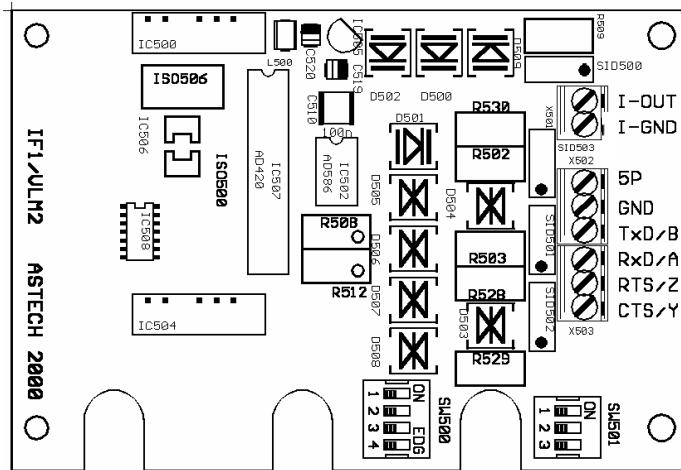 IC500
L500
C520
IC505
C519
D502
D500
D509
R509
SID500
ISO506
IC506
ISO500
C510
100n
IC507
AD420
IC502
AD586
D501
R530
R502
X501
I-OUT
I-GND
SID503
X502
IF1/VLM2 ASTECH 2000
IC508
D505
D504
5P
GND
TxD/B
R508
D506
R503
SID501
RxD/A
RTS/Z
CTS/Y
R512
R528
D507
D503
SID502
X503
IC504
D508
R529
SW500
ON
1
2
3
4
EDG
SW501
ON
1
2
3